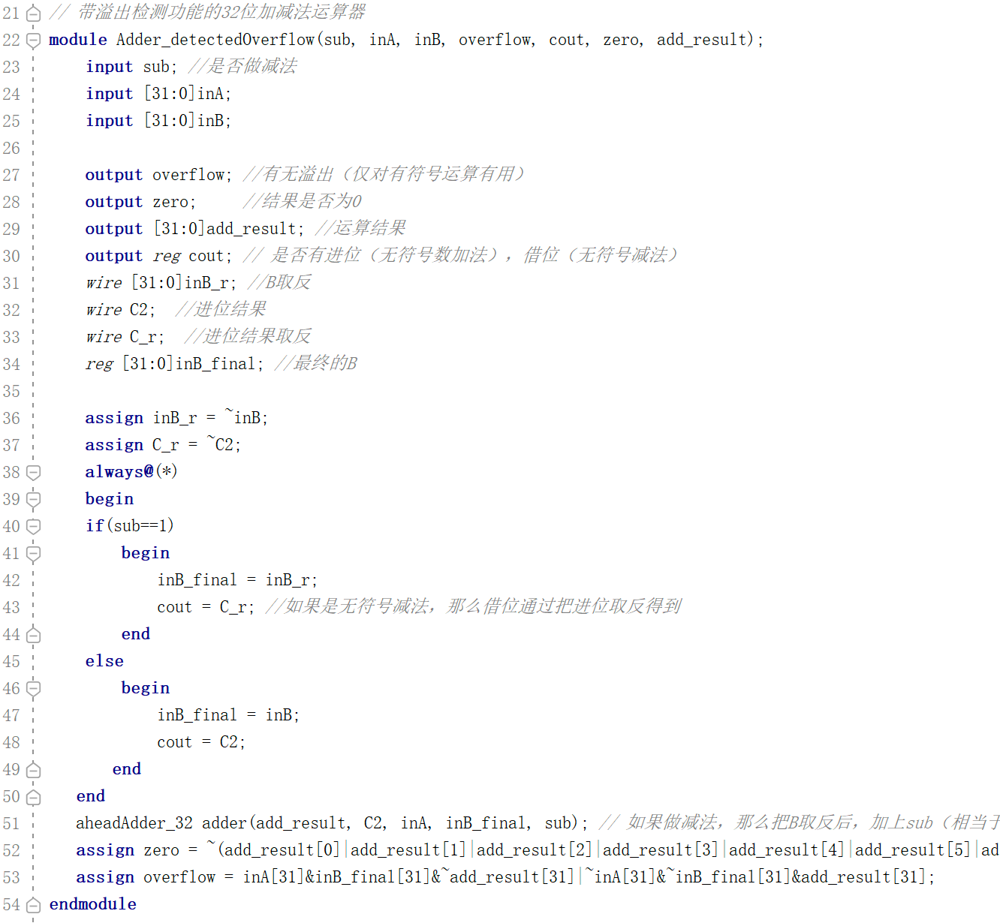 21 // 带溢出检测功能的32位加减法运算器
22 module Adder_detectedOverflow(sub, inA, inB, overflow, cout, zero, add_result);
23 input sub; //是否做减法
24 input [31:0]inA;
25 input [31:0]inB;
26
27 output overflow; //有无溢出（仅对有符号运算有用）
28 output zero; //结果是否为0
29 output [31:0]add_result; //运算结果
30 output reg cout; // 是否有进位（无符号数加法），借位（无符号减法）
31 wire [31:0]inB_r; //B取反
32 wire C2; //进位结果
33 wire C_r; //进位结果取反
34 reg [31:0]inB_final; //最终的B
35
36 assign inB_r = ~inB;
37 assign C_r = ~C2;
38 always@(*)
39 begin
40 if(sub==1)
41 begin
42 inB_final = inB_r;
43 cout = C_r; //如果是无符号减法，那么借位通过把进位取反得到
44 end
45 else
46 begin
47 inB_final = inB;
48 cout = C2;
49 end
50 end
51 aheadAdder_32 adder(add_result, C2, inA, inB_final, sub); // 如果做减法，那么把B取反后，加上sub（相当于
52 assign zero = ~(add_result[0]|add_result[1]|add_result[2]|add_result[3]|add_result[4]|add_result[5]|ad
53 assign overflow = inA[31]&inB_final[31]&~add_result[31]|~inA[31]&~inB_final[31]&add_result[31];
54 endmodule